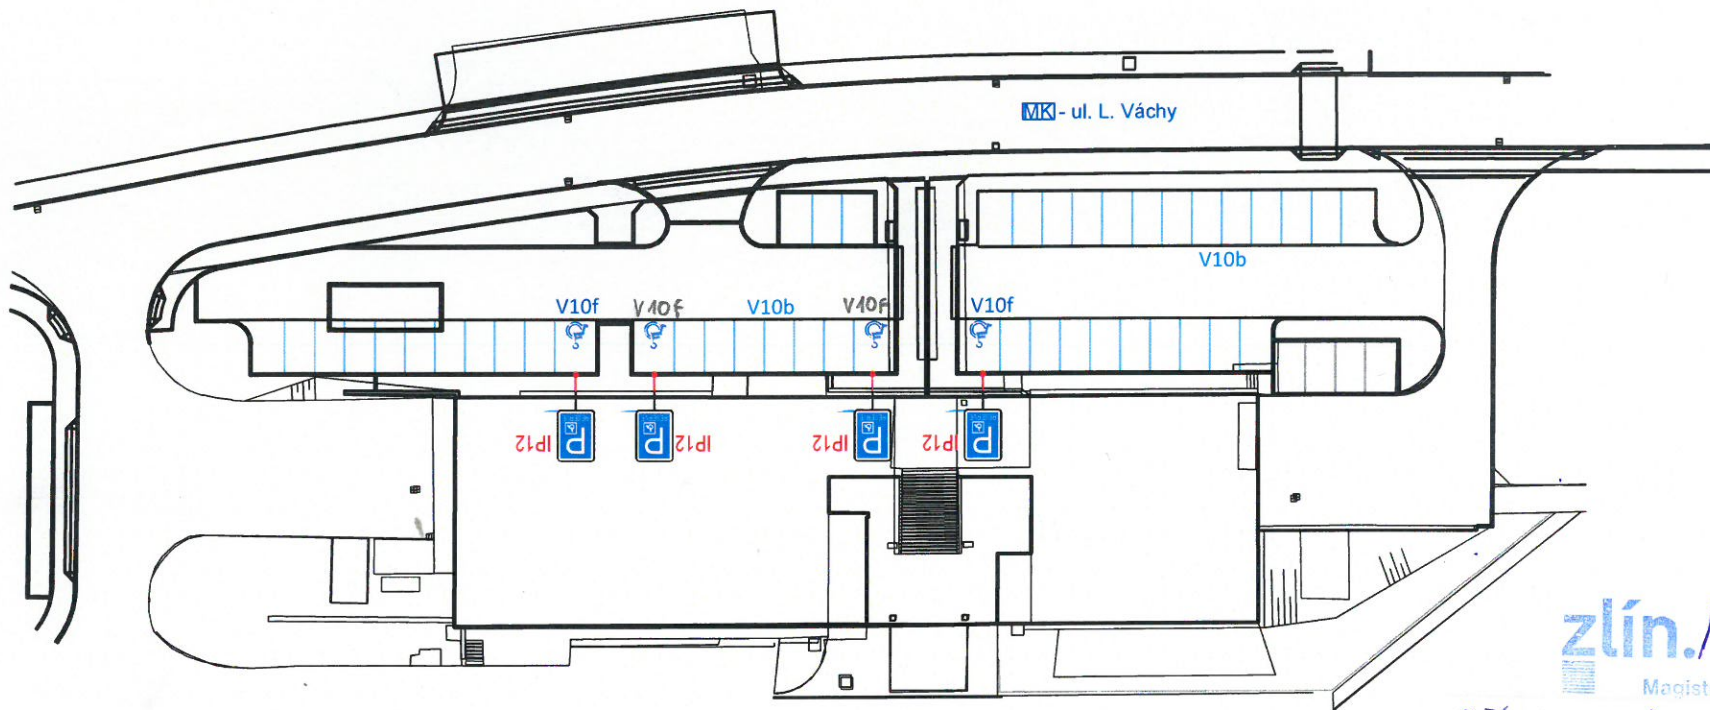 MK - ul. L. Váchy
V10b
V10f
V10f
V10b
V10f
V10f
P
P
P
P
IP12
IP12
IP12
IP12
zlín.
Magist